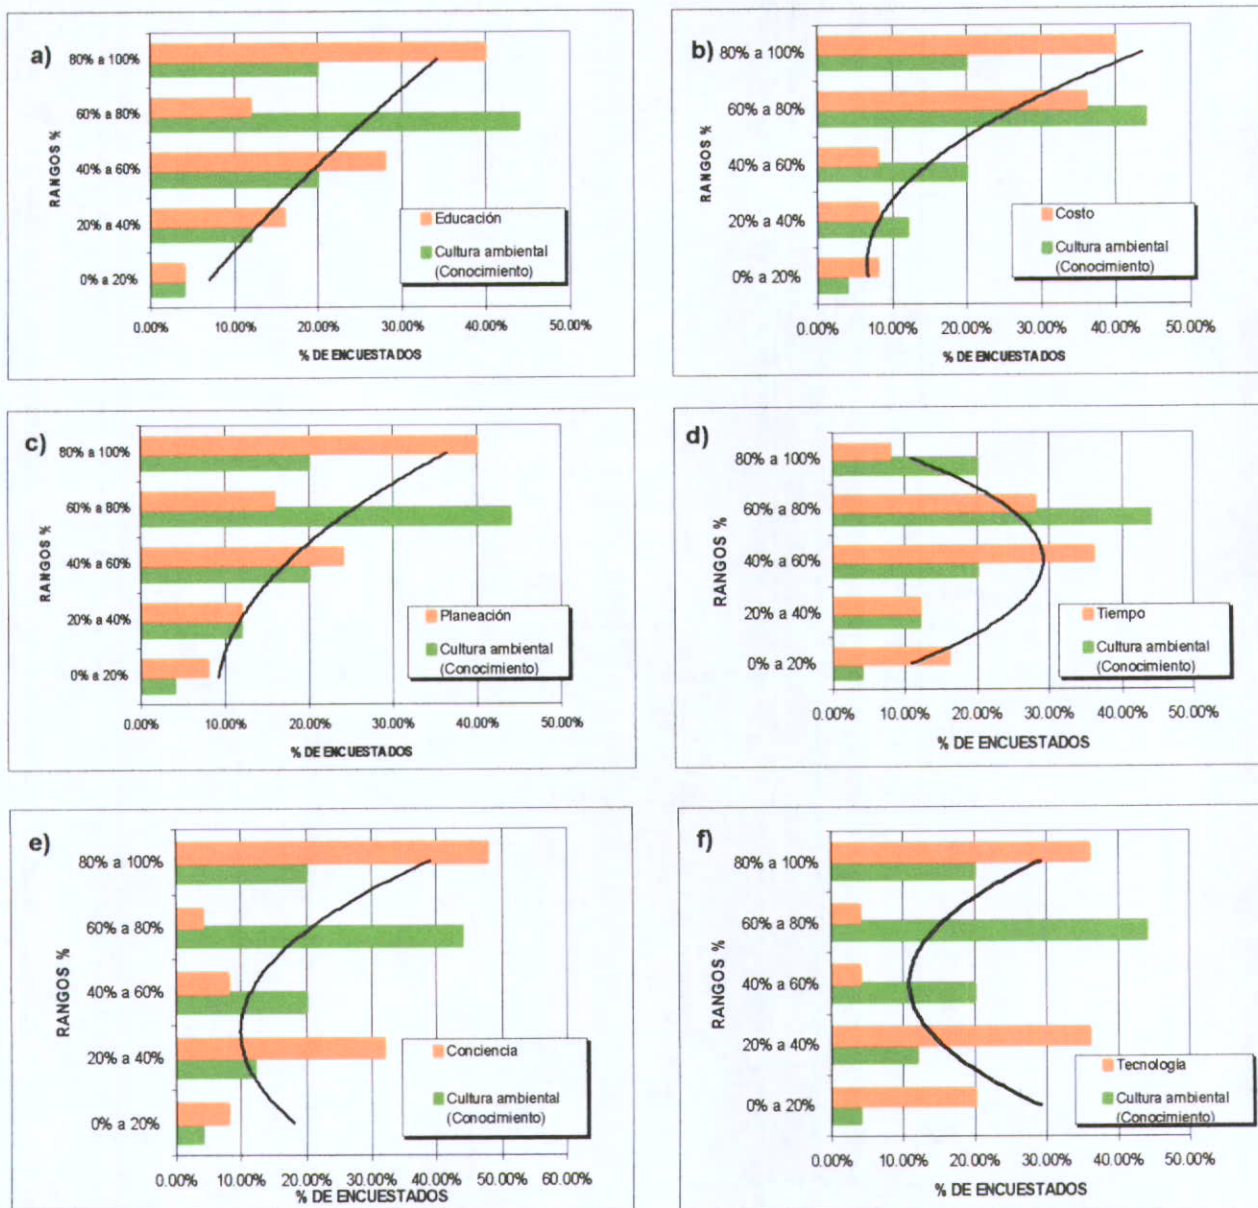 a)
RANGOS %
80% a 100%
60% a 80%
40% a 60%
20% a 40%
0% a 20%
Educación
Cultura ambiental
(Conocimiento)
0.00% 10.00% 20.00% 30.00% 40.00% 50.00%
% DE ENCUESTADOS
b)
RANGOS %
80% a 100%
60% a 80%
40% a 60%
20% a 40%
0% a 20%
Costo
Cultura ambiental
(Conocimiento)
0.00% 10.00% 20.00% 30.00% 40.00% 50.00%
% DE ENCUESTADOS
c)
RANGOS %
80% a 100%
60% a 80%
40% a 60%
20% a 40%
0% a 20%
Planeación
Cultura ambiental
(Conocimiento)
0.00% 10.00% 20.00% 30.00% 40.00% 50.00%
% DE ENCUESTADOS
d)
RANGOS %
80% a 100%
60% a 80%
40% a 60%
20% a 40%
0% a 20%
Tiempo
Cultura ambiental
(Conocimiento)
0.00% 10.00% 20.00% 30.00% 40.00% 50.00%
% DE ENCUESTADOS
e)
RANGOS %
80% a 100%
60% a 80%
40% a 60%
20% a 40%
0% a 20%
Conciencia
Cultura ambiental
(Conocimiento)
0.00% 10.00% 20.00% 30.00% 40.00% 50.00% 60.00%
% DE ENCUESTADOS
f)
RANGOS %
80% a 100%
60% a 80%
40% a 60%
20% a 40%
0% a 20%
Tecnología
Cultura ambiental
(Conocimiento)
0.00% 10.00% 20.00% 30.00% 40.00% 50.00%
% DE ENCUESTADOS